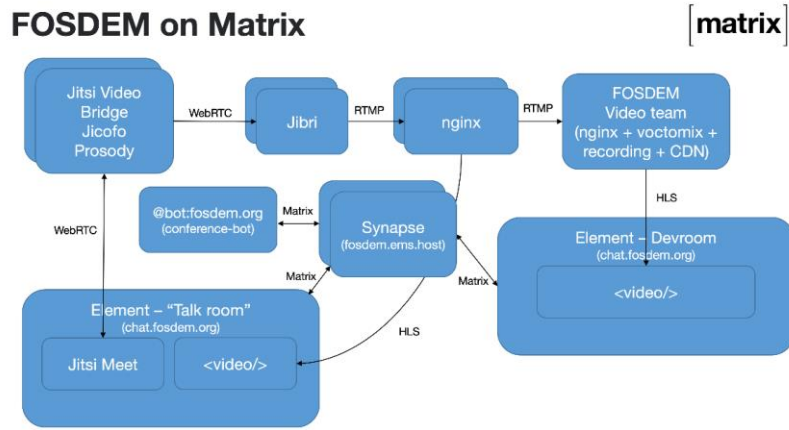 FOSDEM on Matrix
[matrix]
Jitsi Video
Bridge
Jicofo
Prosody
WebRTC
Jibri
RTMP
nginx
RTMP
FOSDEM
Video team
(nginx + voctomix +
recording + CDN)
HLS
@bot:fosdem.org
(conference-bot)
Matrix
Synapse
(fosdem.ems.host)
WebRTC
Matrix
Matrix
Element – Devroom
(chat.fosdem.org)
<video/>
Element – “Talk room”
(chat.fosdem.org)
Jitsi Meet
<video/>
HLS